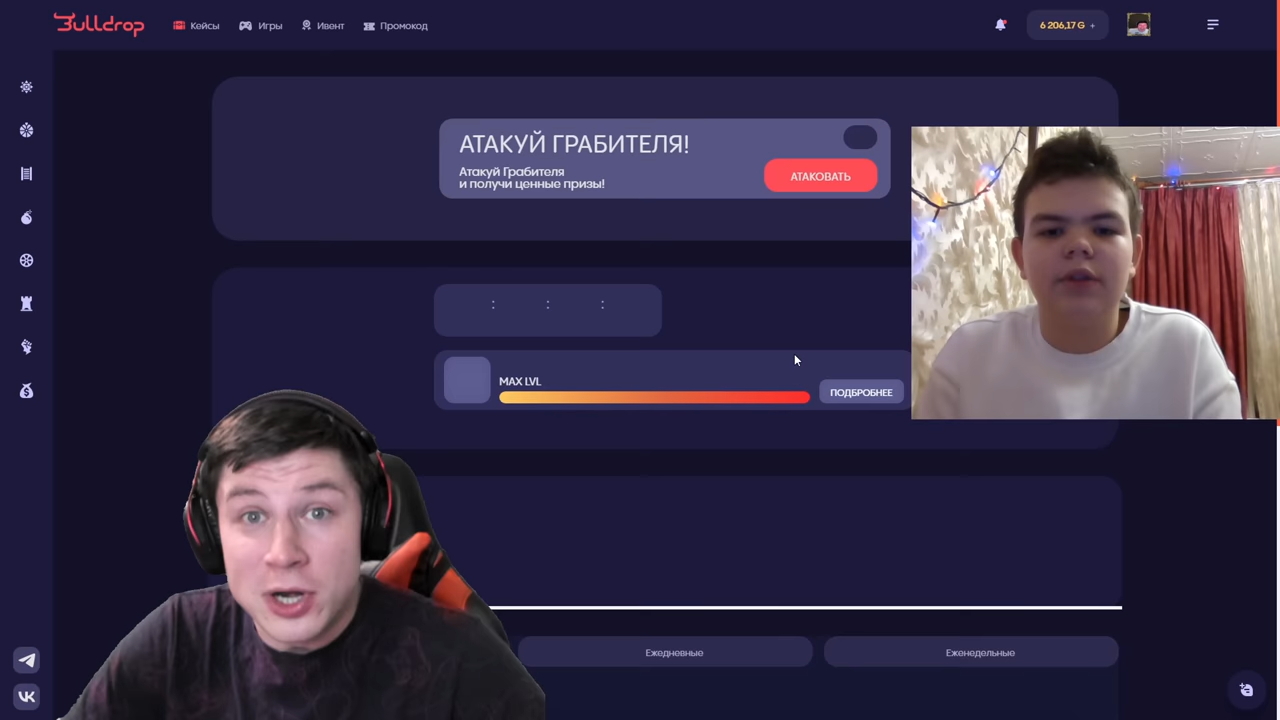 Bulldrop
Кейсы
Игры
Ивент
Промокод
6 206,17 G +
АТАКУЙ ГРАБИТЕЛЯ!
Атакуй Грабителя
и получи ценные призы!
АТАКОВАТЬ
: : :
MAX LVL
ПОДБРОБНЕЕ
Ежедневные
Еженедельные